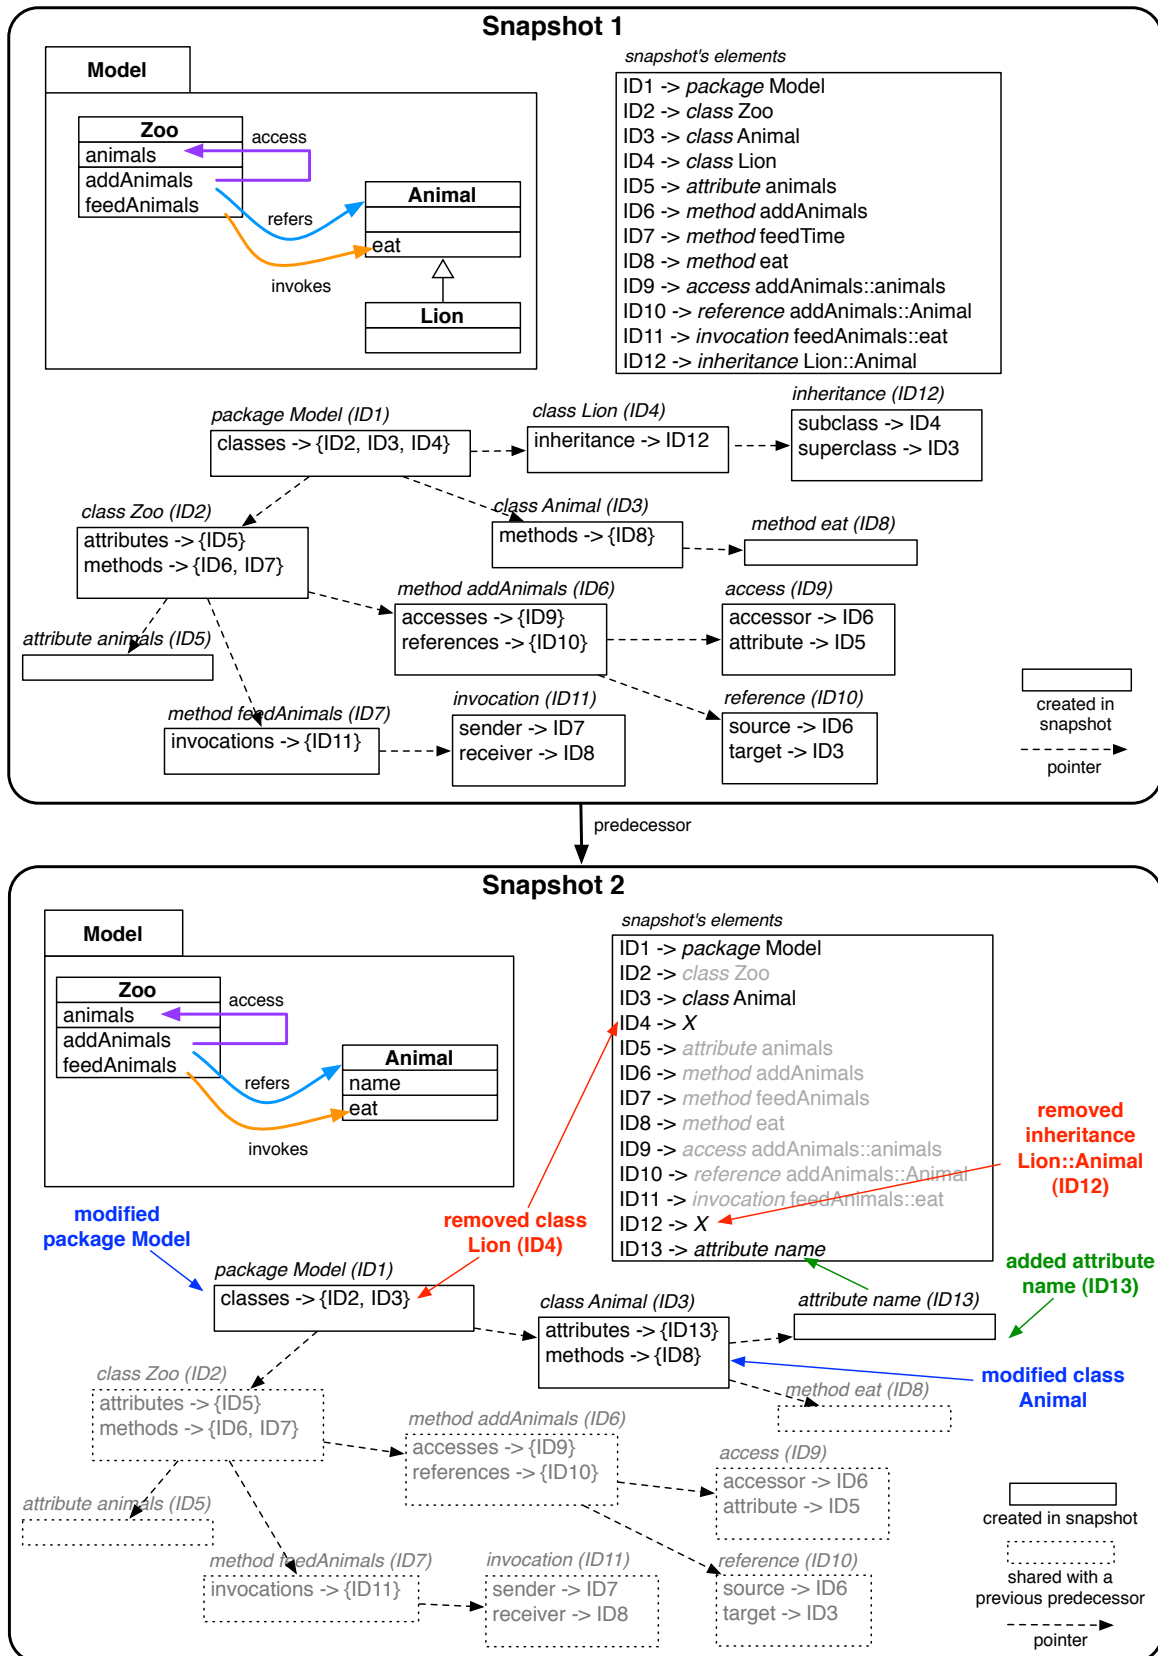 Snapshot 1
Model
Zoo
animals
addAnimals
feedAnimals
access
refers
invokes
Animal
eat
Lion
snapshot's elements
ID1 -> package Model
ID2 -> class Zoo
ID3 -> class Animal
ID4 -> class Lion
ID5 -> attribute animals
ID6 -> method addAnimals
ID7 -> method feedTime
ID8 -> method eat
ID9 -> access addAnimals::animals
ID10 -> reference addAnimals::Animal
ID11 -> invocation feedAnimals::eat
ID12 -> inheritance Lion::Animal
package Model (ID1)
classes -> {ID2, ID3, ID4}
class Lion (ID4)
inheritance -> ID12
inheritance (ID12)
subclass -> ID4
superclass -> ID3
class Zoo (ID2)
attributes -> {ID5}
methods -> {ID6, ID7}
class Animal (ID3)
methods -> {ID8}
method eat (ID8)
attribute animals (ID5)
method addAnimals (ID6)
accesses -> {ID9}
references -> {ID10}
access (ID9)
accessor -> ID6
attribute -> ID5
method feedAnimals (ID7)
invocations -> {ID11}
invocation (ID11)
sender -> ID7
receiver -> ID8
reference (ID10)
source -> ID6
target -> ID3
created in
snapshot
pointer
predecessor
Snapshot 2
Model
Zoo
animals
addAnimals
feedAnimals
access
refers
invokes
Animal
name
eat
snapshot's elements
ID1 -> package Model
ID2 -> class Zoo
ID3 -> class Animal
ID4 -> X
ID5 -> attribute animals
ID6 -> method addAnimals
ID7 -> method feedAnimals
ID8 -> method eat
ID9 -> access addAnimals::animals
ID10 -> reference addAnimals::Animal
ID11 -> invocation feedAnimals::eat
ID12 -> X
ID13 -> attribute name
removed
inheritance
Lion::Animal
(ID12)
modified
package Model
removed class
Lion (ID4)
added attribute
name (ID13)
package Model (ID1)
classes -> {ID2, ID3}
class Animal (ID3)
attributes -> {ID13}
methods -> {ID8}
attribute name (ID13)
modified class
Animal
class Zoo (ID2)
attributes -> {ID5}
methods -> {ID6, ID7}
method eat (ID8)
method addAnimals (ID6)
accesses -> {ID9}
references -> {ID10}
access (ID9)
accessor -> ID6
attribute -> ID5
attribute animals (ID5)
method feedAnimals (ID7)
invocations -> {ID11}
invocation (ID11)
sender -> ID7
receiver -> ID8
reference (ID10)
source -> ID6
target -> ID3
created in snapshot
shared with a
previous predecessor
pointer